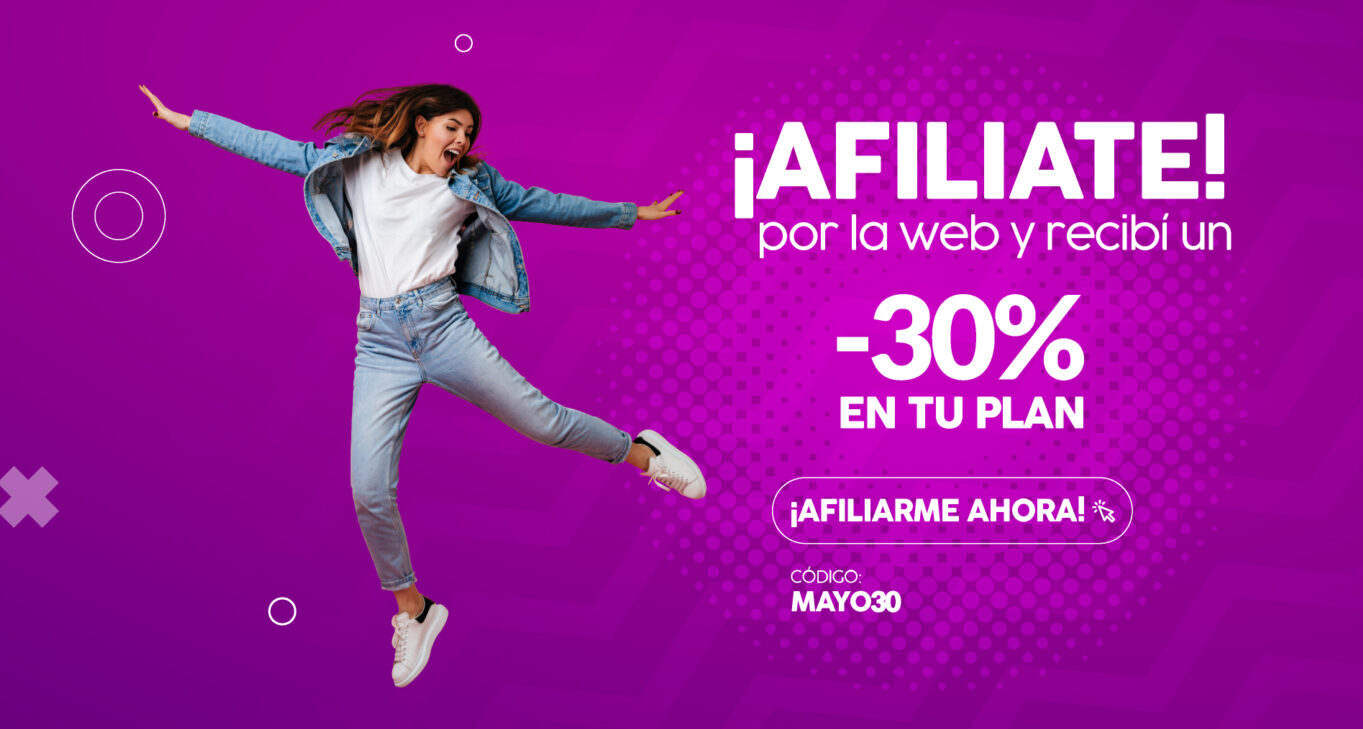 ¡AFILIATE!
por la web y recibí un
-30%
EN TU PLAN
¡AFILIARME AHORA!
CÓDIGO:
MAYO30